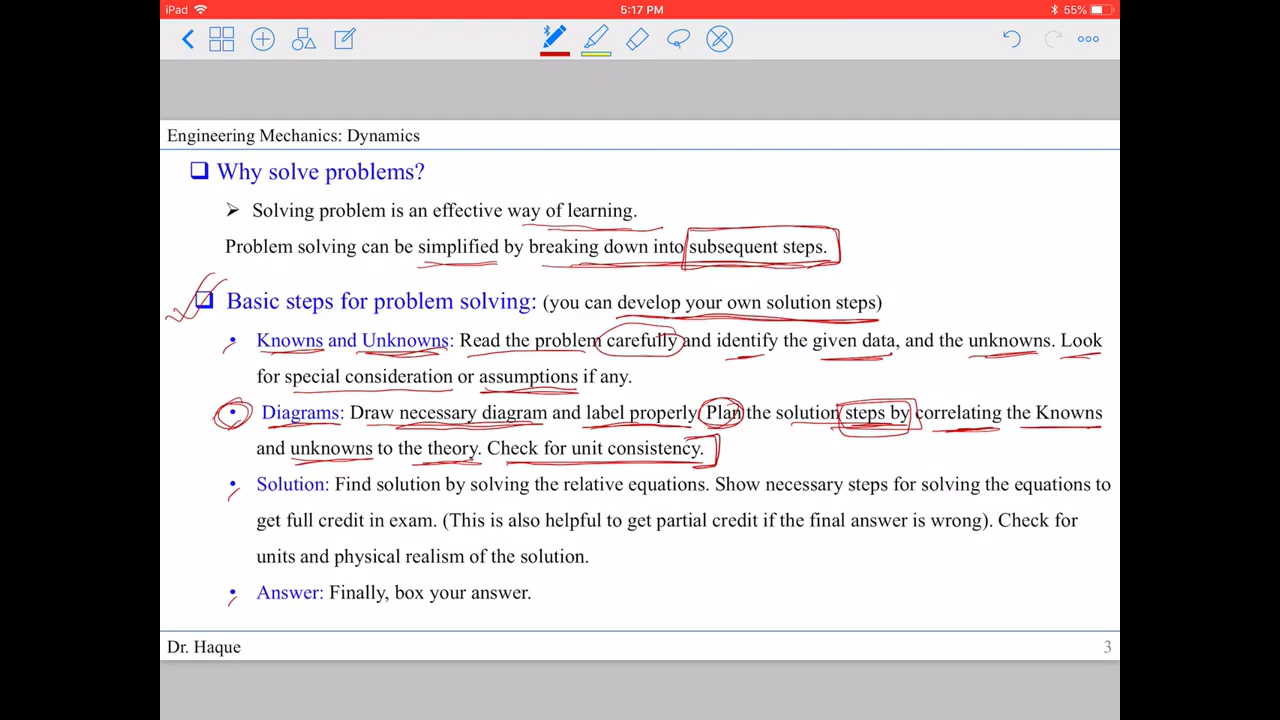 iPad 5:17 PM 55%
Engineering Mechanics: Dynamics
Why solve problems?
Solving problem is an effective way of learning.
Problem solving can be simplified by breaking down into subsequent steps.
Basic steps for problem solving: (you can develop your own solution steps)
• Knowns and Unknowns: Read the problem carefully and identify the given data, and the unknowns. Look
for special consideration or assumptions if any.
• Diagrams: Draw necessary diagram and label properly. Plan the solution steps by correlating the Knowns
and unknowns to the theory. Check for unit consistency.
• Solution: Find solution by solving the relative equations. Show necessary steps for solving the equations to
get full credit in exam. (This is also helpful to get partial credit if the final answer is wrong). Check for
units and physical realism of the solution.
• Answer: Finally, box your answer.
Dr. Haque 3